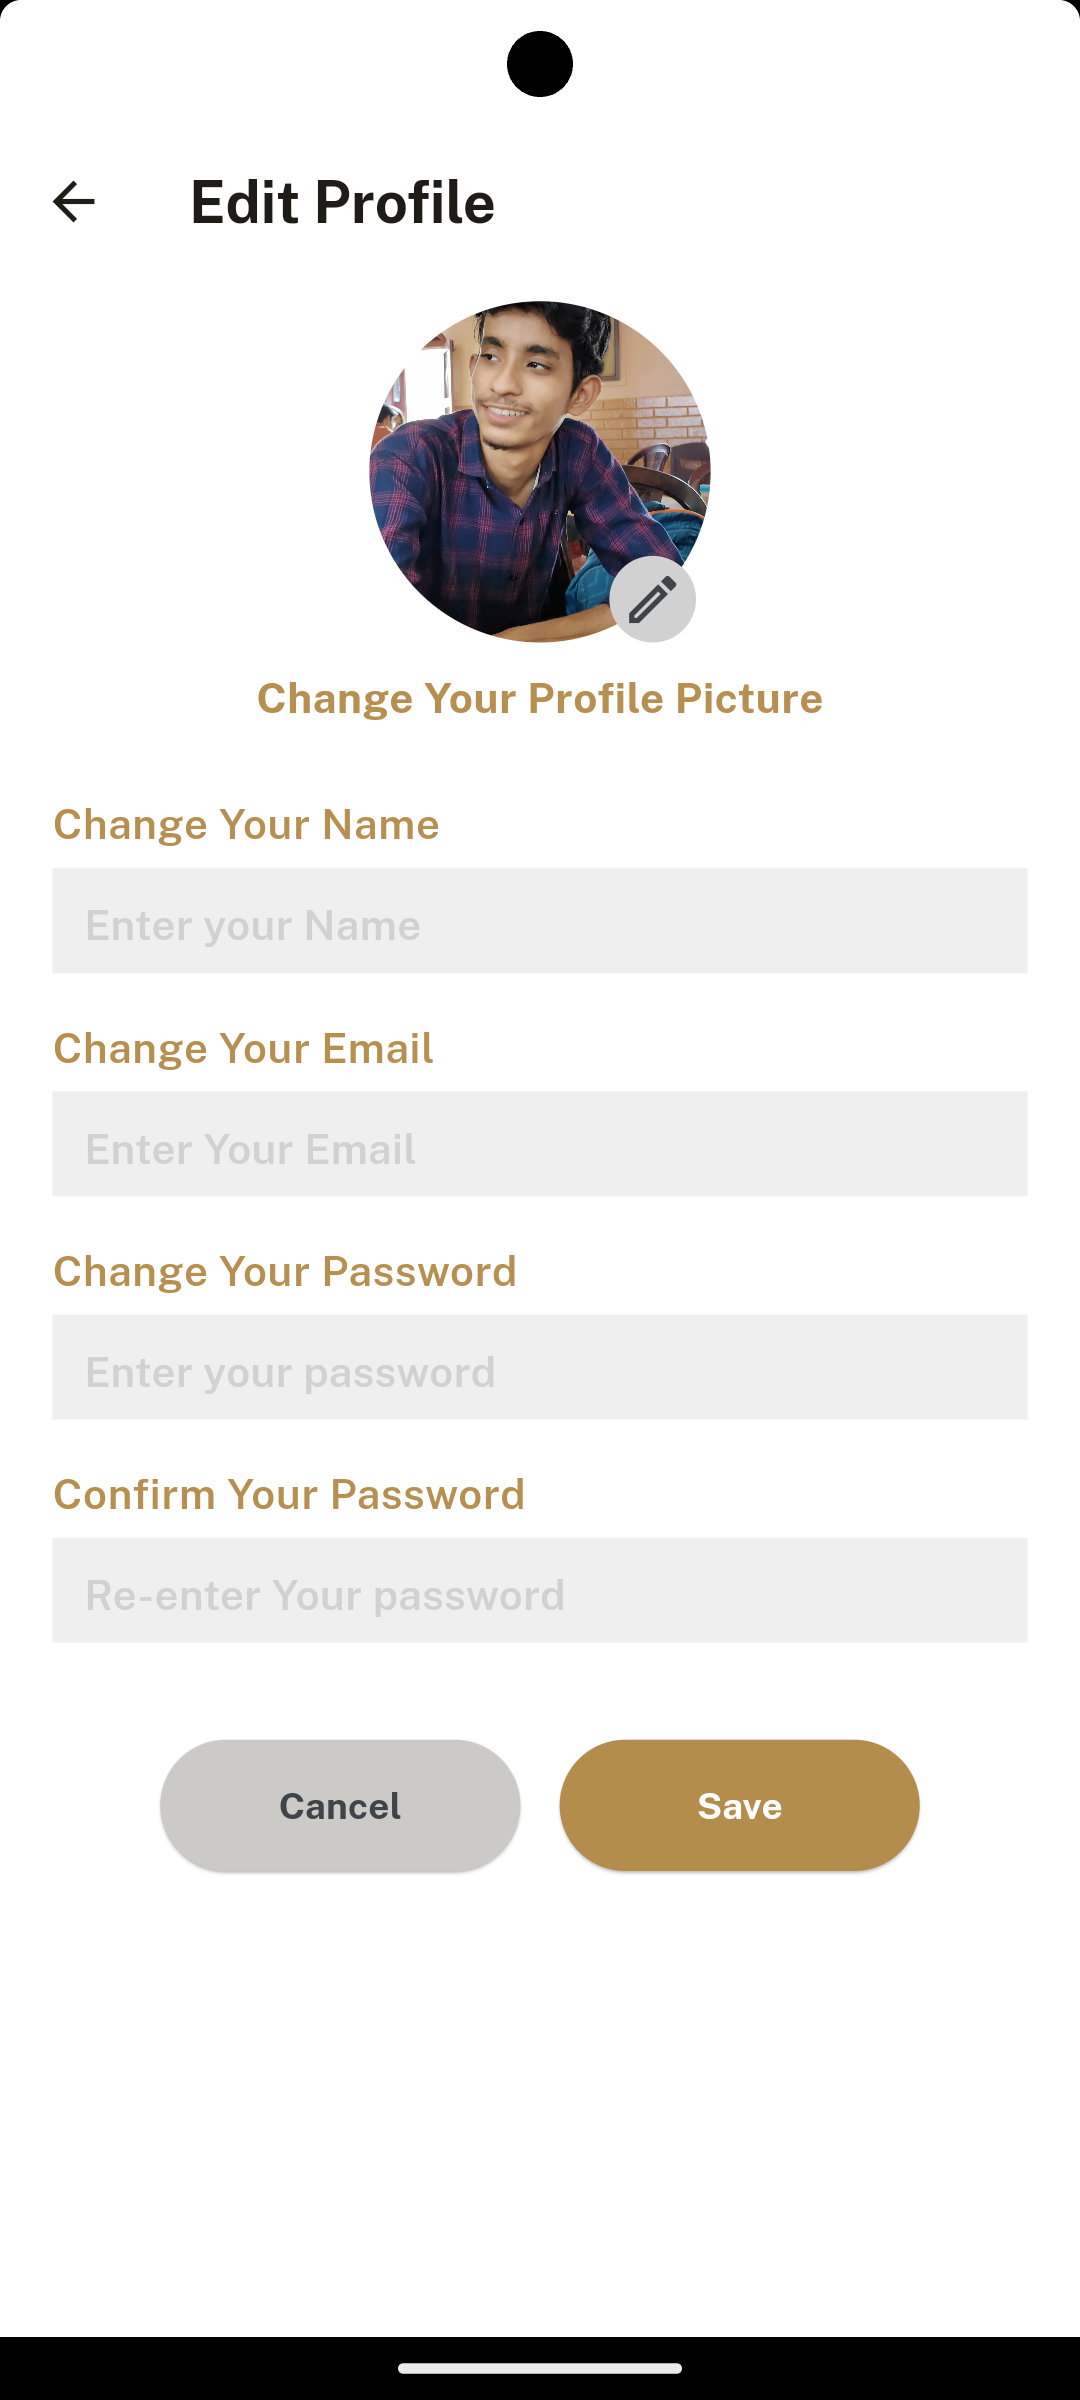 Edit Profile
Change Your Profile Picture
Change Your Name
Enter your Name
Change Your Email
Enter Your Email
Change Your Password
Enter your password
Confirm Your Password
Re-enter Your password
Cancel
Save